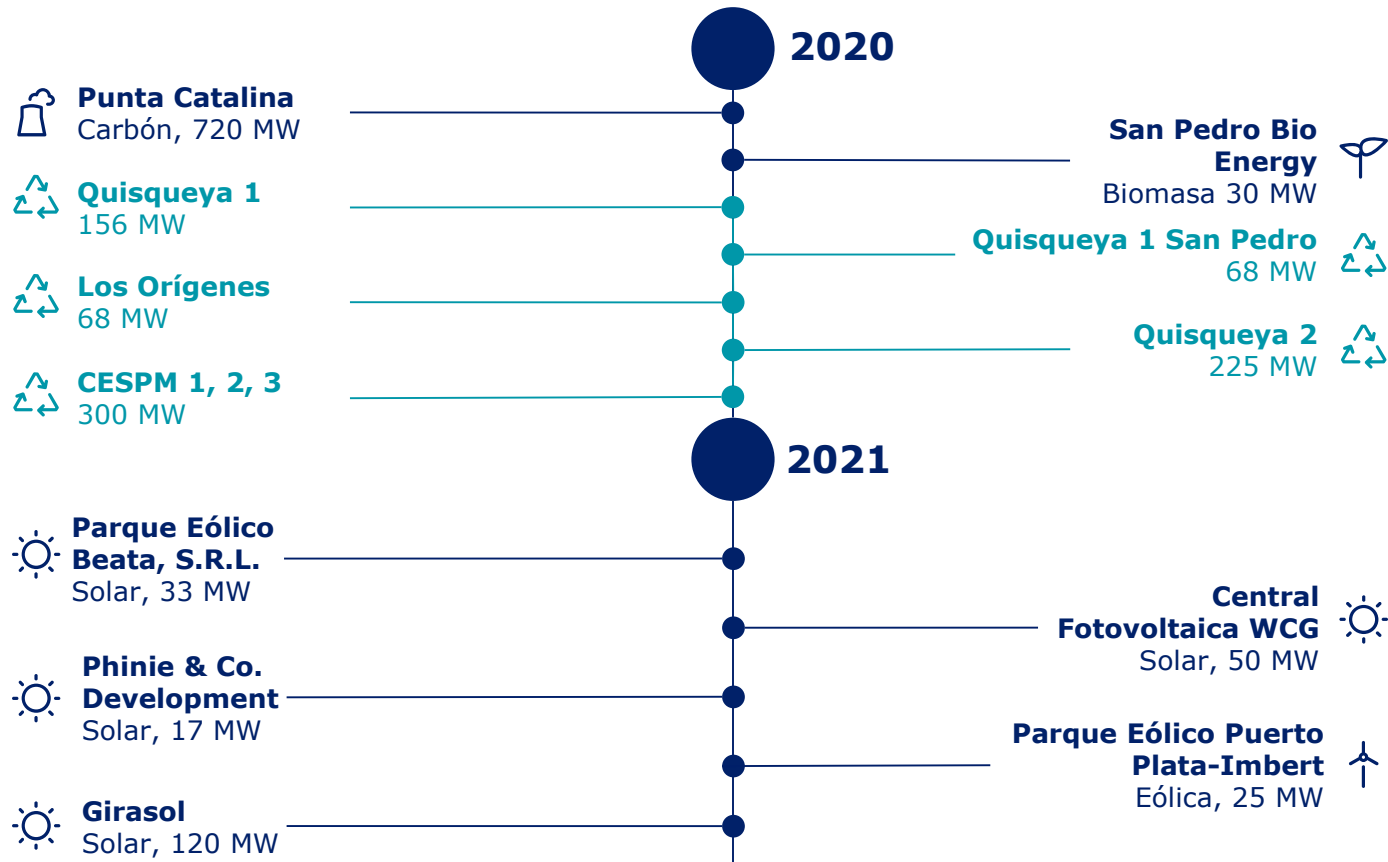 2020
Punta Catalina
Carbón, 720 MW
San Pedro Bio
Energy
Biomasa 30 MW
Quisqueya 1
156 MW
Quisqueya 1 San Pedro
68 MW
Los Orígenes
68 MW
Quisqueya 2
225 MW
CESPM 1, 2, 3
300 MW
2021
Parque Eólico
Beata, S.R.L.
Solar, 33 MW
Central
Fotovoltaica WCG
Solar, 50 MW
Phinie & Co.
Development
Solar, 17 MW
Parque Eólico Puerto
Plata-Imbert
Eólica, 25 MW
Girasol
Solar, 120 MW